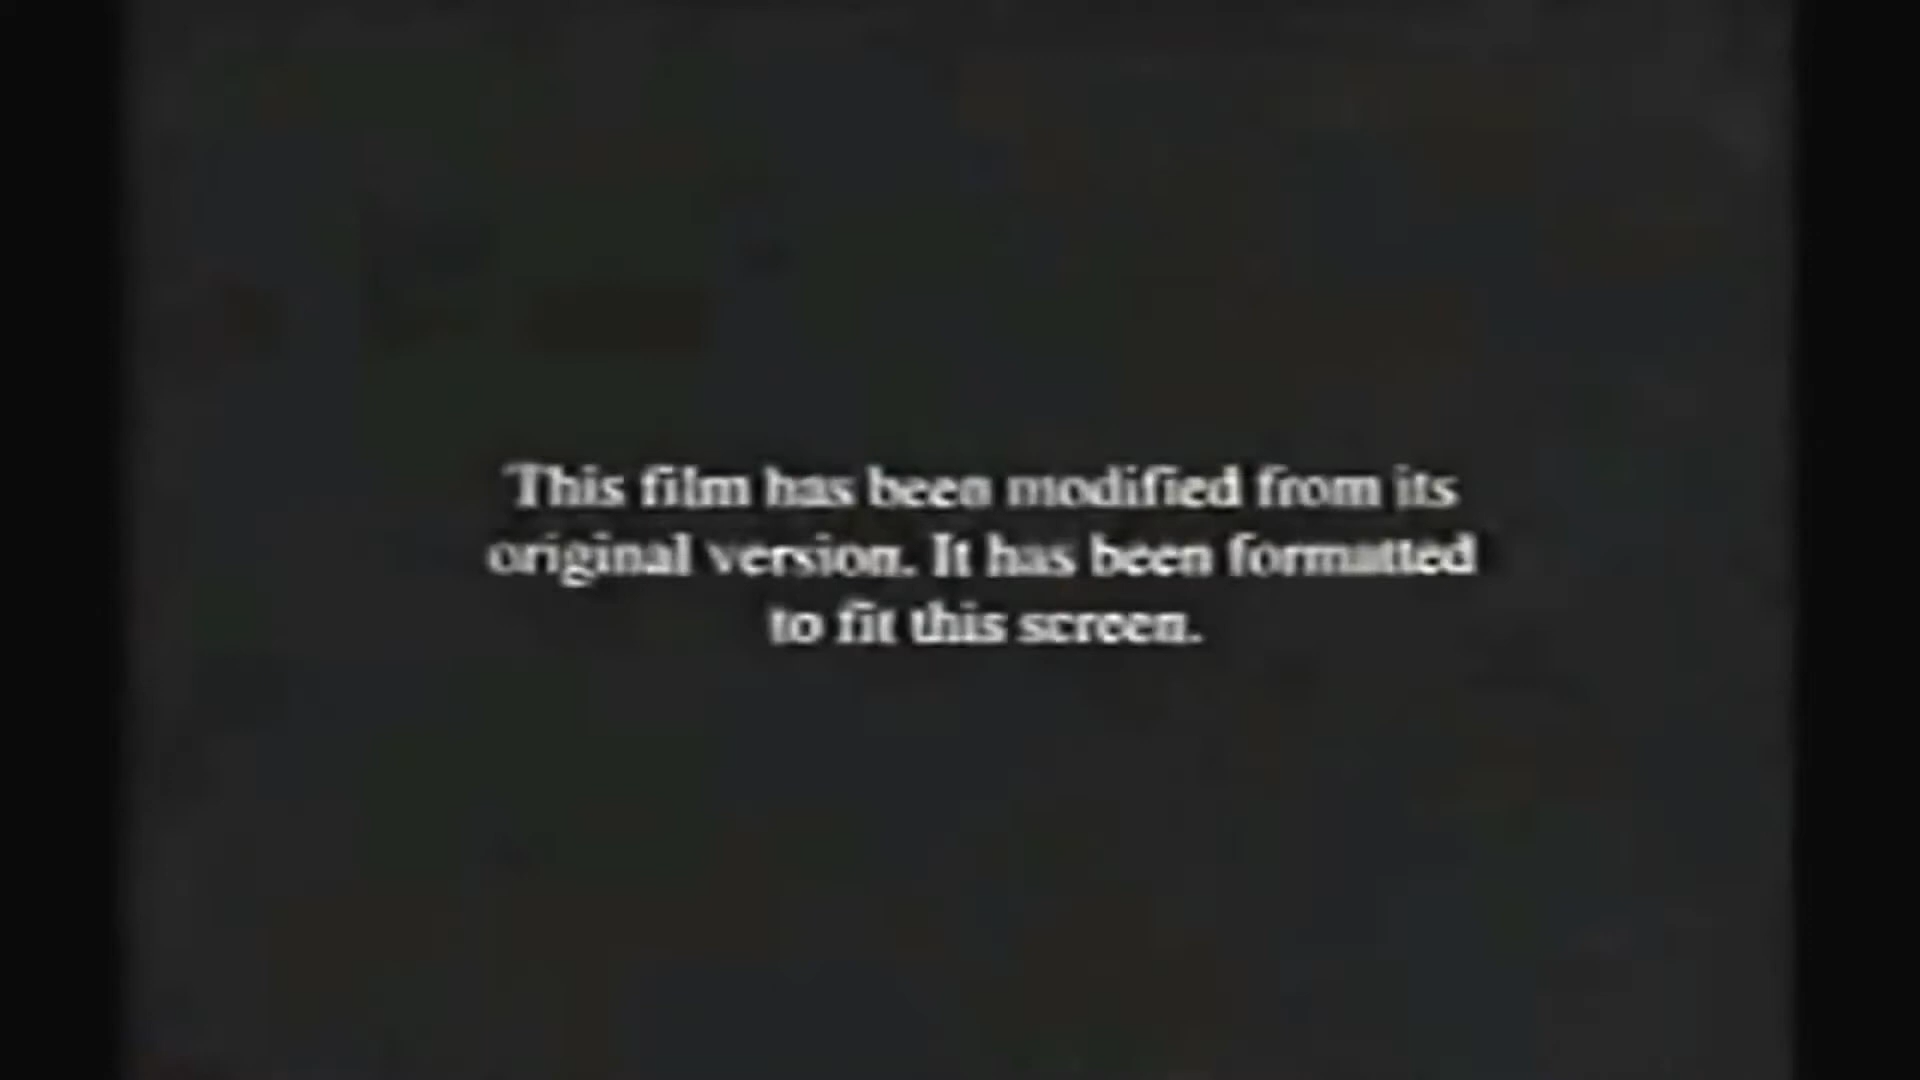 This film has been modified from its
original version. It has been formatted
to fit this screen.